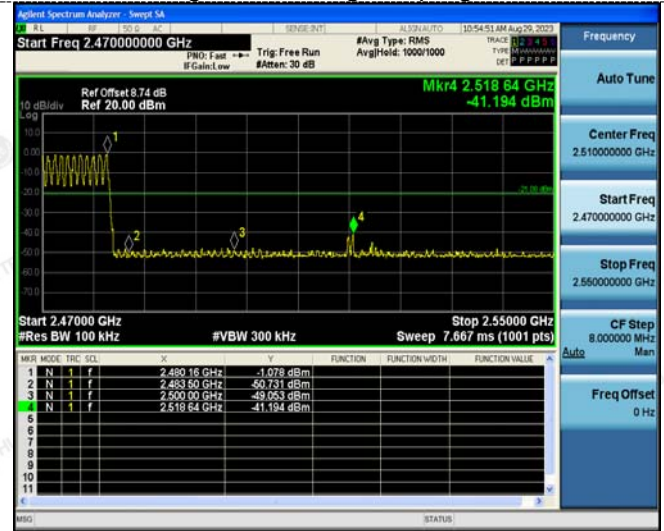 Agilent Spectrum Analyzer - Swept SA
RL RF 50 Ω AC SENSE:INT ALIGNAUTO 10:54:51 AM Aug 29, 2023
Start Freq 2.470000000 GHz
PNO: Fast
IFGain:Low
Trig: Free Run
#Atten: 30 dB
#Avg Type: RMS
Avg|Hold: 1000/1000
TRACE 1 2 3 4 5 6
TYPE
DET P P P P P P
Ref Offset 8.74 dB
Ref 20.00 dBm
10 dB/div
Log
Mkr4 2.518 64 GHz
-41.194 dBm
10.0
0.00
-10.0
-20.0
-30.0
-40.0
-50.0
-60.0
-70.0
1
2
3
4
-21.08 dBm
Start 2.47000 GHz Stop 2.55000 GHz
#Res BW 100 kHz #VBW 300 kHz Sweep 7.667 ms (1001 pts)
MKR MODE TRC SCL X Y FUNCTION FUNCTION WIDTH FUNCTION VALUE
1 N 1 f 2.480 16 GHz -1.078 dBm
2 N 1 f 2.483 50 GHz -50.731 dBm
3 N 1 f 2.500 00 GHz -49.053 dBm
4 N 1 f 2.518 64 GHz -41.194 dBm
5
6
7
8
9
10
11
MSG STATUS
Frequency
Auto Tune
Center Freq
2.510000000 GHz
Start Freq
2.470000000 GHz
Stop Freq
2.550000000 GHz
CF Step
8.000000 MHz
Auto Man
Freq Offset
0 Hz